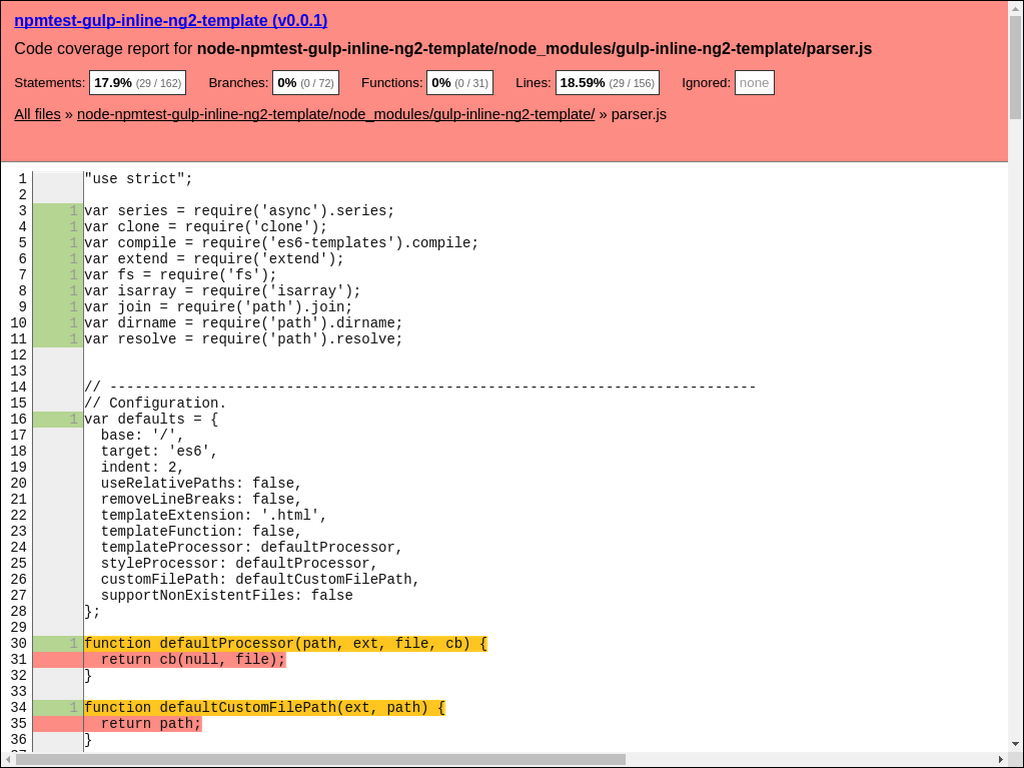 npmtest-gulp-inline-ng2-template (v0.0.1)
Code coverage report for node-npmtest-gulp-inline-ng2-template/node_modules/gulp-inline-ng2-template/parser.js
Statements: 17.9% (29 / 162) Branches: 0% (0 / 72) Functions: 0% (0 / 31) Lines: 18.59% (29 / 156) Ignored: none
All files » node-npmtest-gulp-inline-ng2-template/node_modules/gulp-inline-ng2-template/ » parser.js
1 "use strict";
2
3 1 var series = require('async').series;
4 1 var clone = require('clone');
5 1 var compile = require('es6-templates').compile;
6 1 var extend = require('extend');
7 1 var fs = require('fs');
8 1 var isarray = require('isarray');
9 1 var join = require('path').join;
10 1 var dirname = require('path').dirname;
11 1 var resolve = require('path').resolve;
12
13
14 // -----------------------------------------------------------------------------
15 // Configuration.
16 1 var defaults = {
17   base: '/',
18   target: 'es6',
19   indent: 2,
20   useRelativePaths: false,
21   removeLineBreaks: false,
22   templateExtension: '.html',
23   templateFunction: false,
24   templateProcessor: defaultProcessor,
25   styleProcessor: defaultProcessor,
26   customFilePath: defaultCustomFilePath,
27   supportNonExistentFiles: false
28 };
29
30 1 function defaultProcessor(path, ext, file, cb) {
31   return cb(null, file);
32 }
33
34 1 function defaultCustomFilePath(ext, path) {
35   return path;
36 }